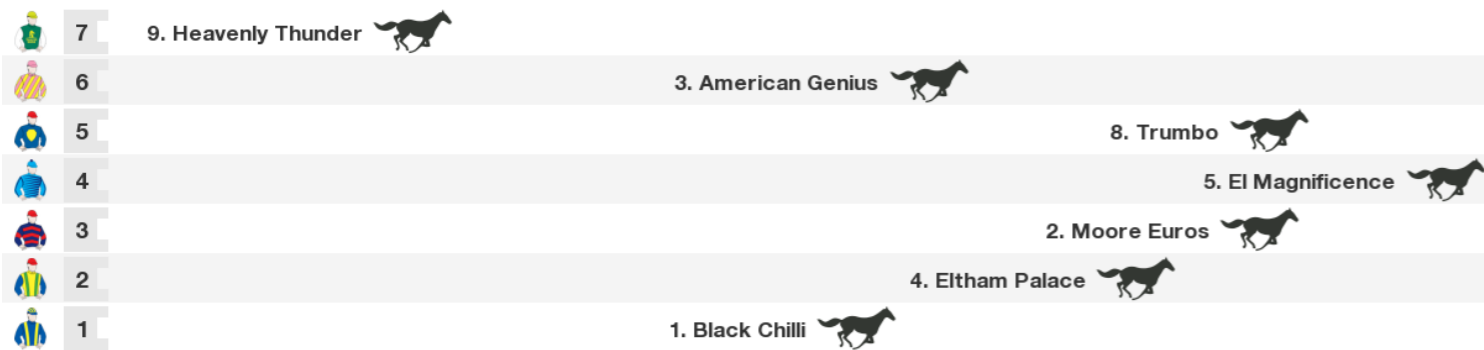 7 9. Heavenly Thunder
6 3. American Genius
5 8. Trumbo
4 5. El Magnificence
3 2. Moore Euros
2 4. Eltham Palace
1 1. Black Chilli